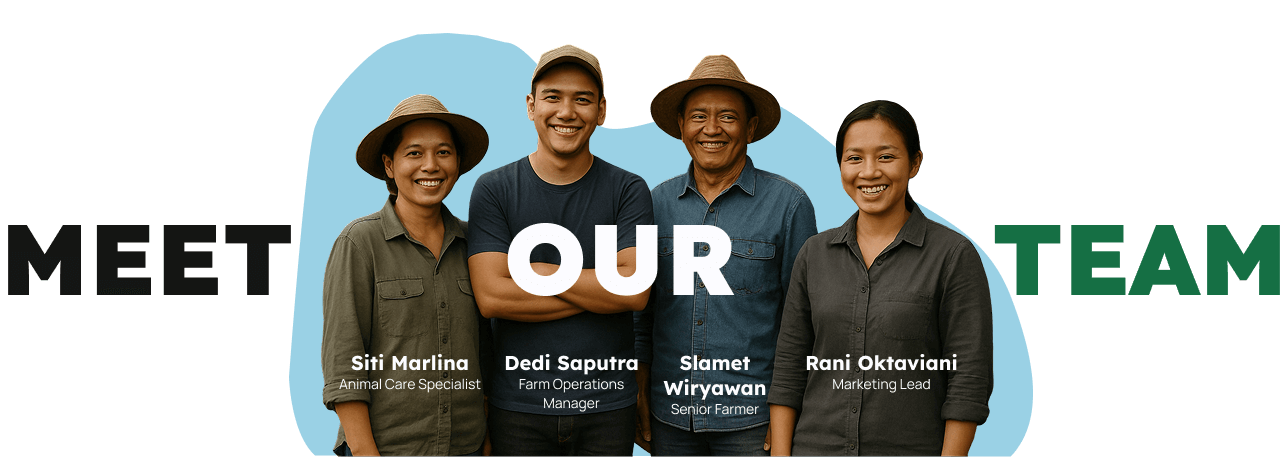 MEET OUR TEAM
Siti Marlina
Animal Care Specialist
Dedi Saputra
Farm Operations
Manager
Slamet
Wiryawan
Senior Farmer
Rani Oktaviani
Marketing Lead